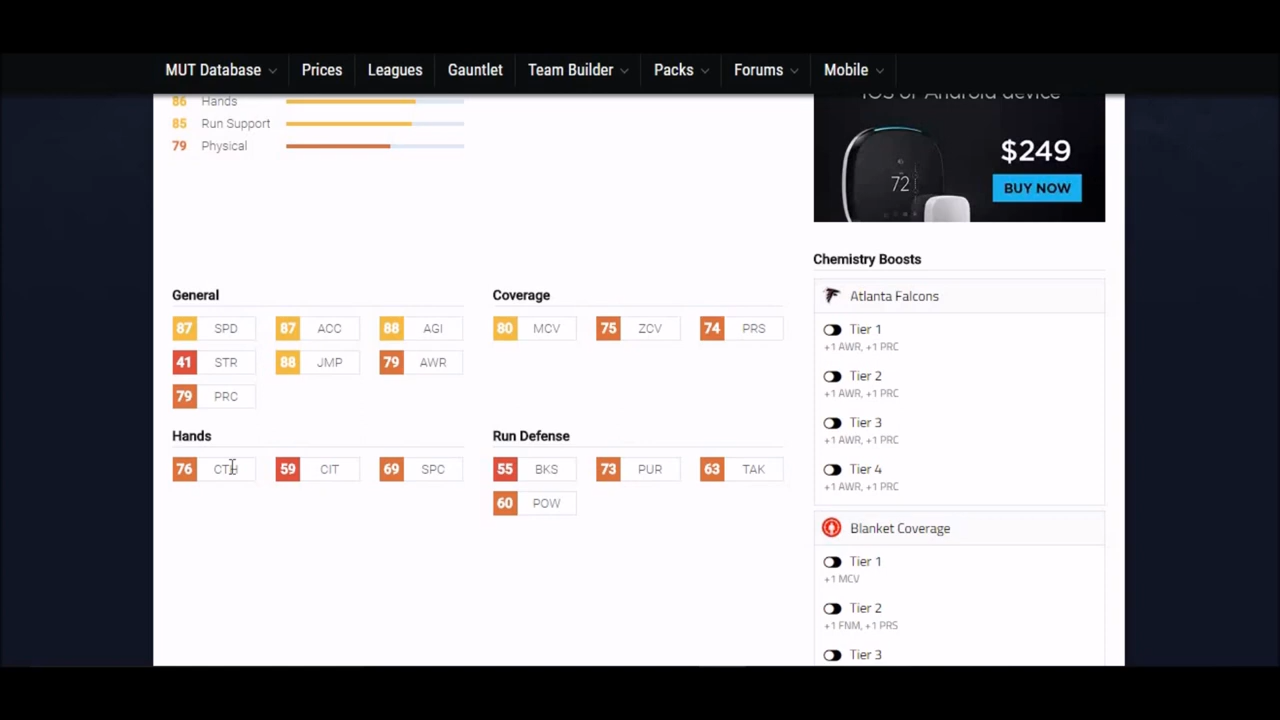 MUT Database Prices Leagues Gauntlet Team Builder Packs Forums Mobile
86 Hands
85 Run Support
79 Physical
iOS or Android device
$249
BUY NOW
72
General
87 SPD 87 ACC 88 AGI
41 STR 88 JMP 79 AWR
79 PRC
Coverage
80 MCV 75 ZCV 74 PRS
Hands
76 CTH 59 CIT 69 SPC
Run Defense
55 BKS 73 PUR 63 TAK
60 POW
Chemistry Boosts
Atlanta Falcons
Tier 1
+1 AWR, +1 PRC
Tier 2
+1 AWR, +1 PRC
Tier 3
+1 AWR, +1 PRC
Tier 4
+1 AWR, +1 PRC
Blanket Coverage
Tier 1
+1 MCV
Tier 2
+1 FNM, +1 PRS
Tier 3